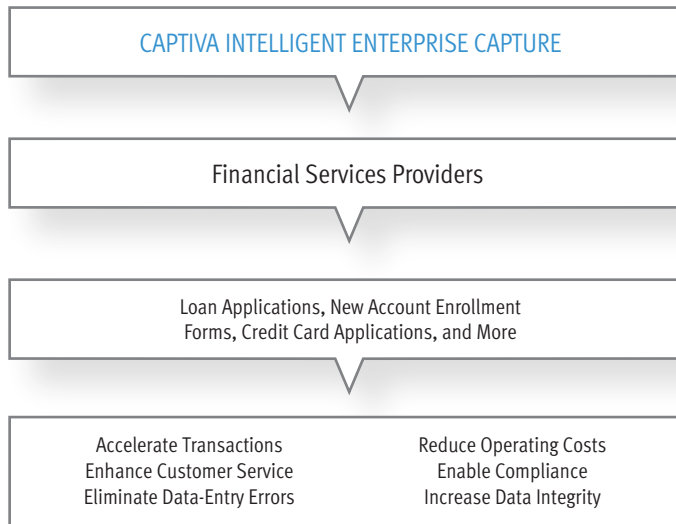 CAPTIVA INTELLIGENT ENTERPRISE CAPTURE
Financial Services Providers
Loan Applications, New Account Enrollment
Forms, Credit Card Applications, and More
Accelerate Transactions
Enhance Customer Service
Eliminate Data-Entry Errors
Reduce Operating Costs
Enable Compliance
Increase Data Integrity